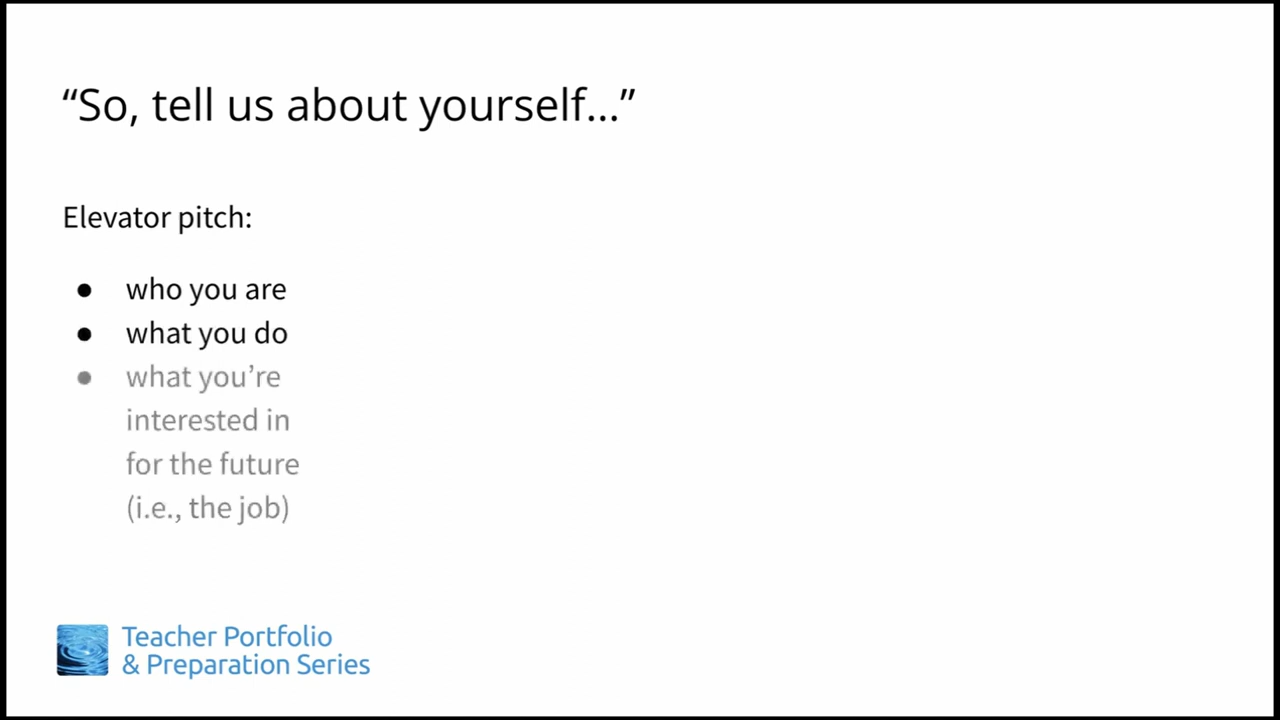 “So, tell us about yourself...”
Elevator pitch:
● who you are
● what you do
● what you’re
interested in
for the future
(i.e., the job)
Teacher Portfolio
& Preparation Series